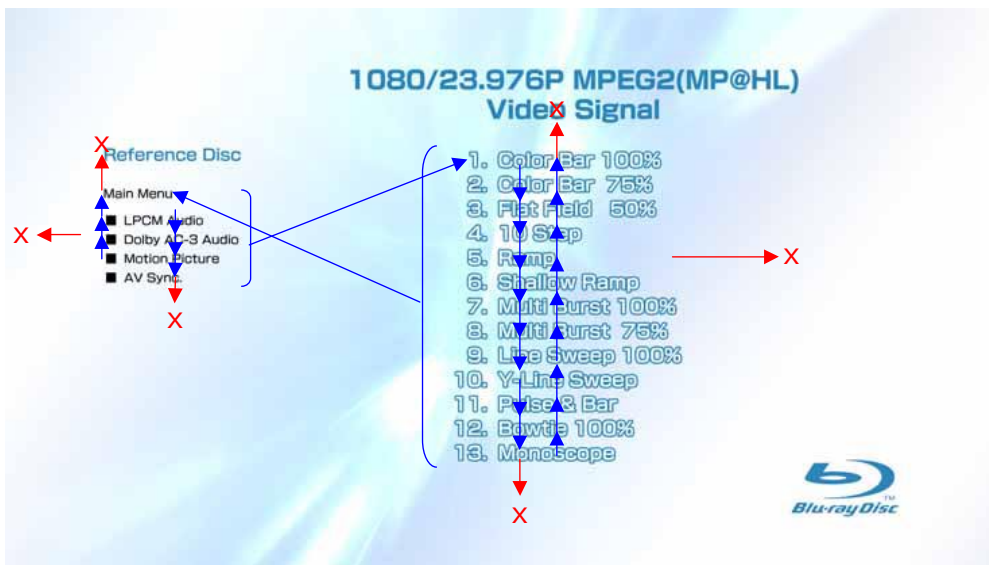 1080/23.976P MPEG2(MP@HL)
Video Signal
X
X
Reference Disc
Main Menu
■ LPCM Audio
■ Dolby AC-3 Audio
■ Motion Picture
■ AV Sync.
X
X
1. Color Bar 100%
2. Color Bar 75%
3. Flat Field 50%
4. 10 Step
5. Ramp
6. Shallow Ramp
7. Multi Burst 100%
8. Multi Burst 75%
9. Line Sweep 100%
10. Y-Line Sweep
11. Pulse & Bar
12. Bowtie 100%
13. Monoscope
X
X
Blu-ray Disc TM